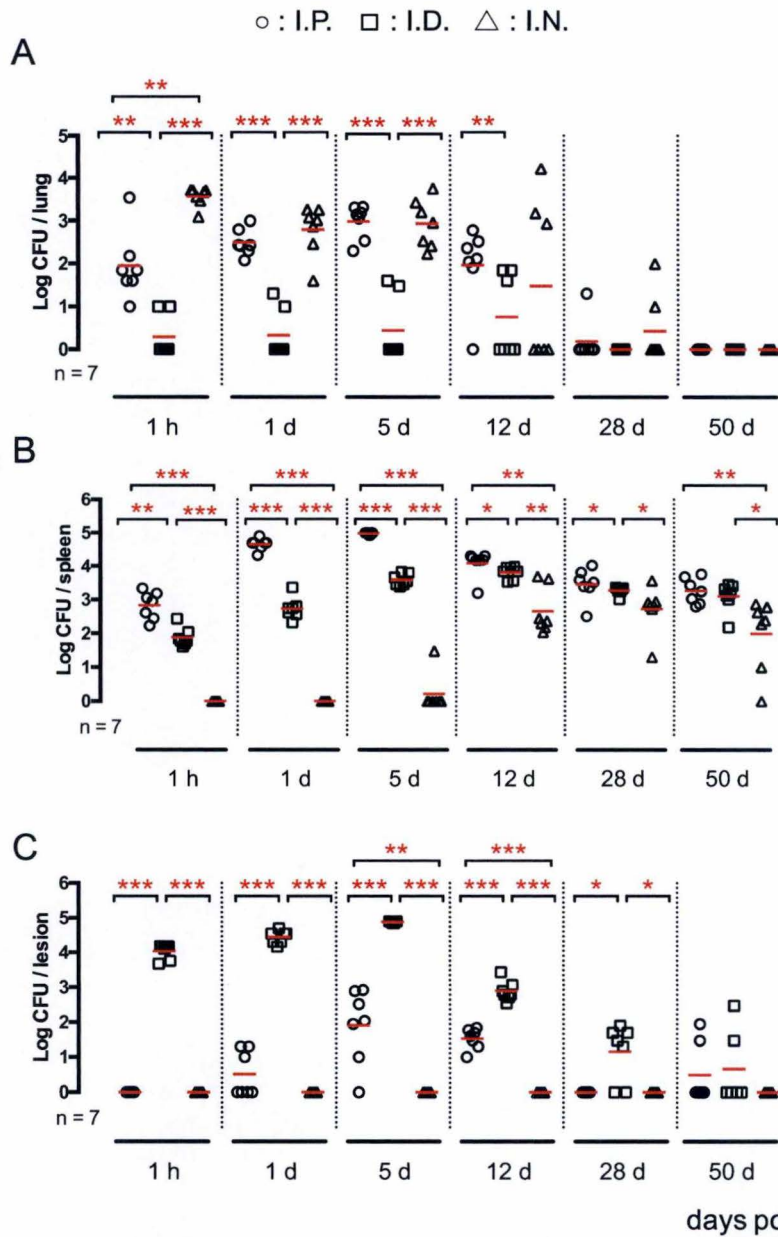 ○ : I.P. □ : I.D. △ : I.N.
A
**
** *** *** *** *** *** **
5
4
3
2
1
0
Log CFU / lung
n = 7
1 h 1 d 5 d 12 d 28 d 50 d
B
*** *** *** ** **
** *** *** *** *** *** * ** * * *
6
5
4
3
2
1
0
Log CFU / spleen
n = 7
1 h 1 d 5 d 12 d 28 d 50 d
C
** ***
*** *** *** *** *** *** *** *** * *
6
5
4
3
2
1
0
Log CFU / lesion
n = 7
1 h 1 d 5 d 12 d 28 d 50 d
days po